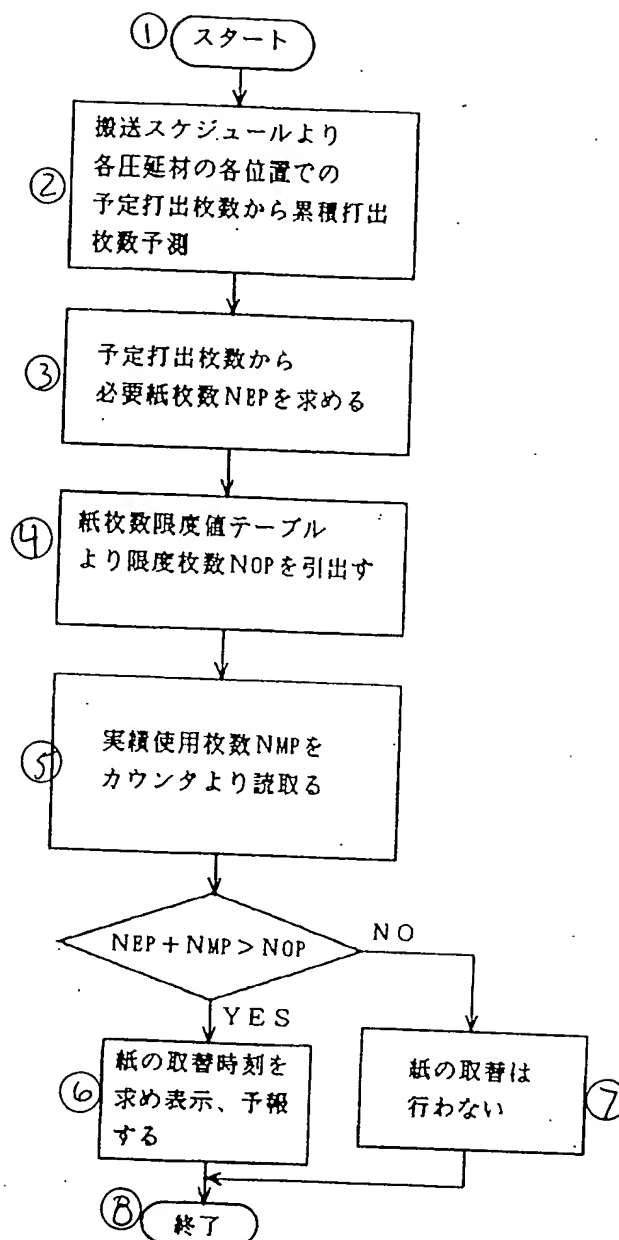 ① スタート
搬送スケジュールより
各圧延材の各位置での
② 予定打出枚数から累積打出
枚数予測
予定打出枚数から
③ 必要紙枚数NEPを求める
紙枚数限度値テーブル
④ より限度枚数NOPを引出す
実績使用枚数NMPを
⑤ カウンタより読取る
NEP+NMP>NOP
NO
YES
紙の取替時刻を
⑥ 求め表示、予報
する
紙の取替は
行わない ⑦
⑧ 終了